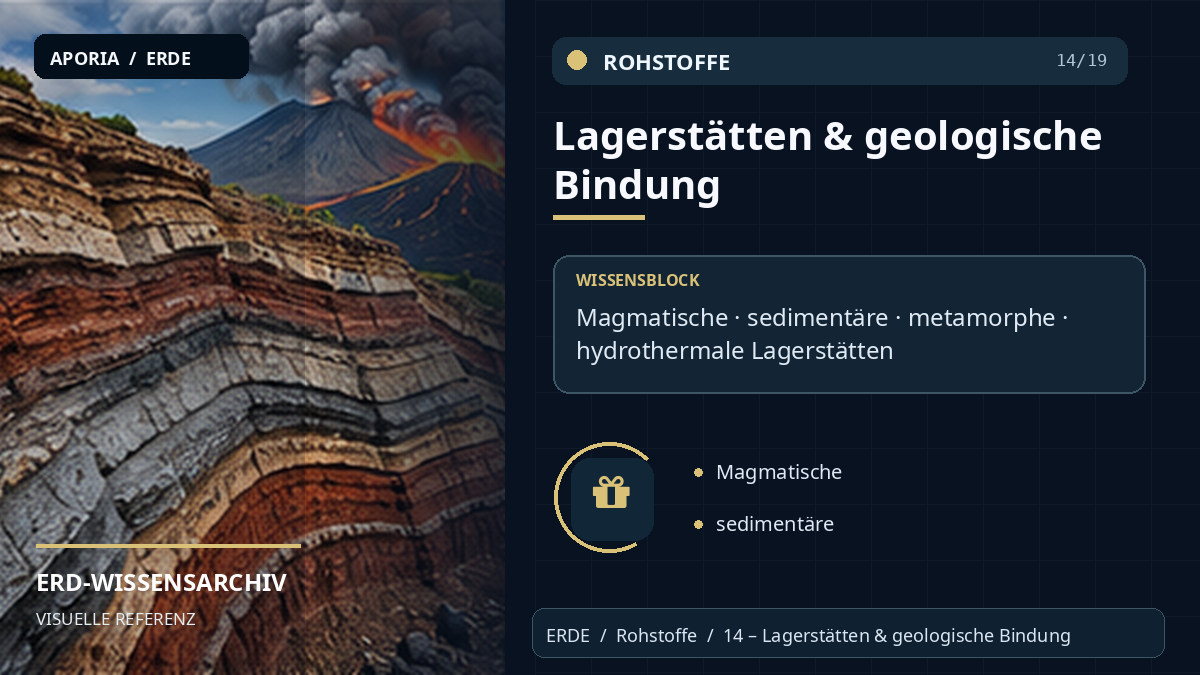 APORIA / ERDE
ERD-WISSENSARCHIV
VISUELLE REFERENZ
ROHSTOFFE 14/19
Lagerstätten & geologische
Bindung
WISSENSBLOCK
Magmatische · sedimentäre · metamorphe ·
hydrothermale Lagerstätten
Magmatische
sedimentäre
ERDE / Rohstoffe / 14 – Lagerstätten & geologische Bindung